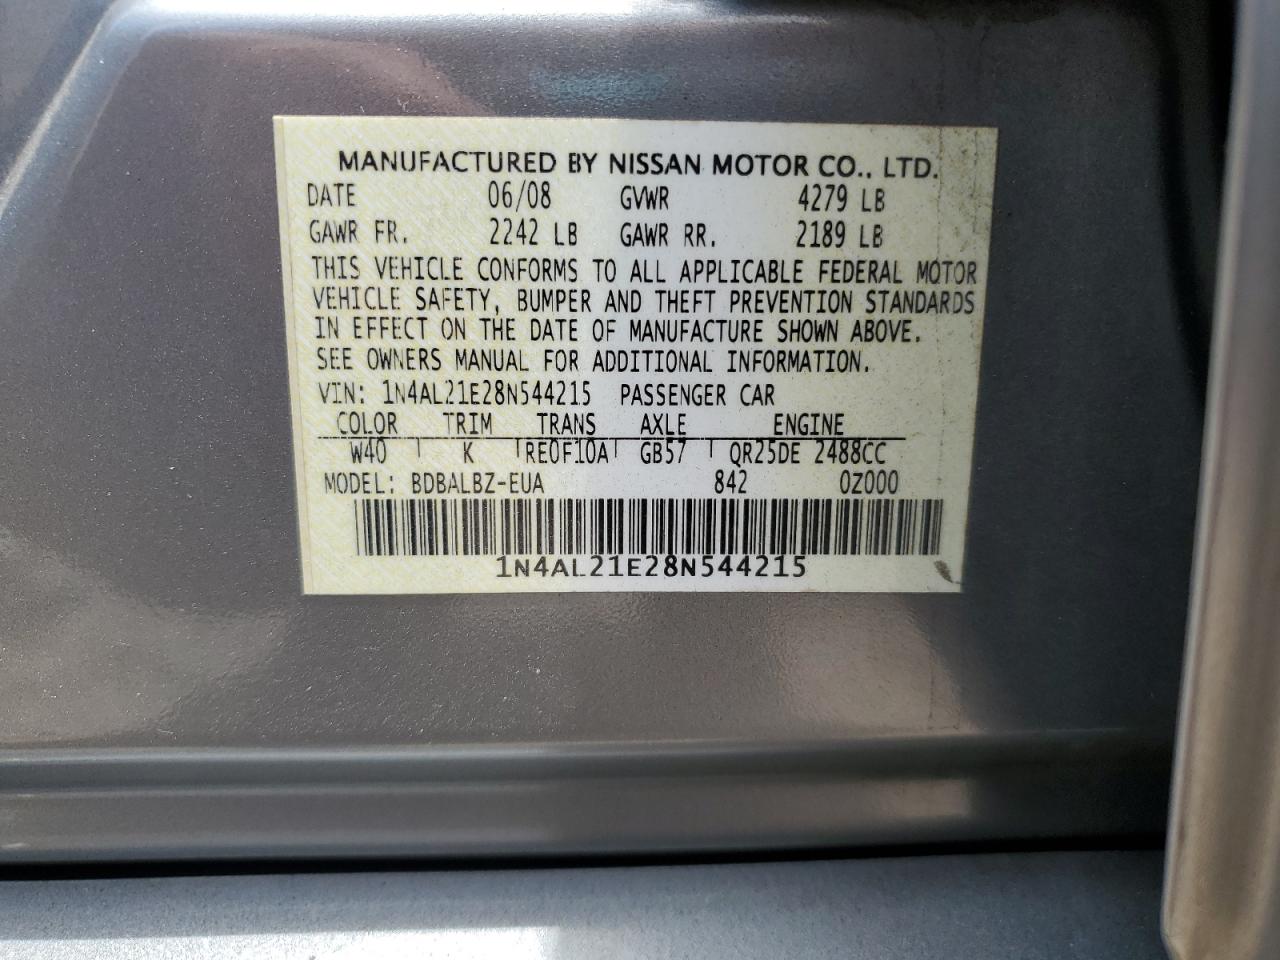 MANUFACTURED BY NISSAN MOTOR CO., LTD.
DATE 06/08 GVWR 4279 LB
GAWR FR. 2242 LB GAWR RR. 2189 LB
THIS VEHICLE CONFORMS TO ALL APPLICABLE FEDERAL MOTOR
VEHICLE SAFETY, BUMPER AND THEFT PREVENTION STANDARDS
IN EFFECT ON THE DATE OF MANUFACTURE SHOWN ABOVE.
SEE OWNERS MANUAL FOR ADDITIONAL INFORMATION.
VIN: 1N4AL21E28N544215 PASSENGER CAR
COLOR TRIM TRANS AXLE ENGINE
W40 K RE0F10A GB57 QR25DE 2488CC
MODEL: BDBALBZ-EUA 842 0Z000
1N4AL21E28N544215